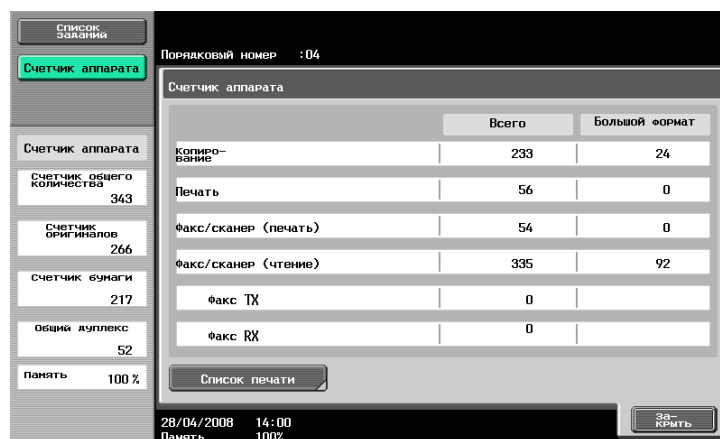 Список
заданий
Счетчик аппарата
Счетчик аппарата
Счетчик общего
количества
343
Счетчик
оригиналов
266
Счетчик бумаги
217
Общий дуплекс
52
Память 100 %
Порядковый номер :04
Счетчик аппарата
Всего Большой формат
Копиро-
вание 233 24
Печать 56 0
Факс/сканер (печать) 54 0
Факс/сканер (чтение) 335 92
Факс TX 0
Факс RX 0
Список печати
28/04/2008 14:00
Память 100%
За-
крыть